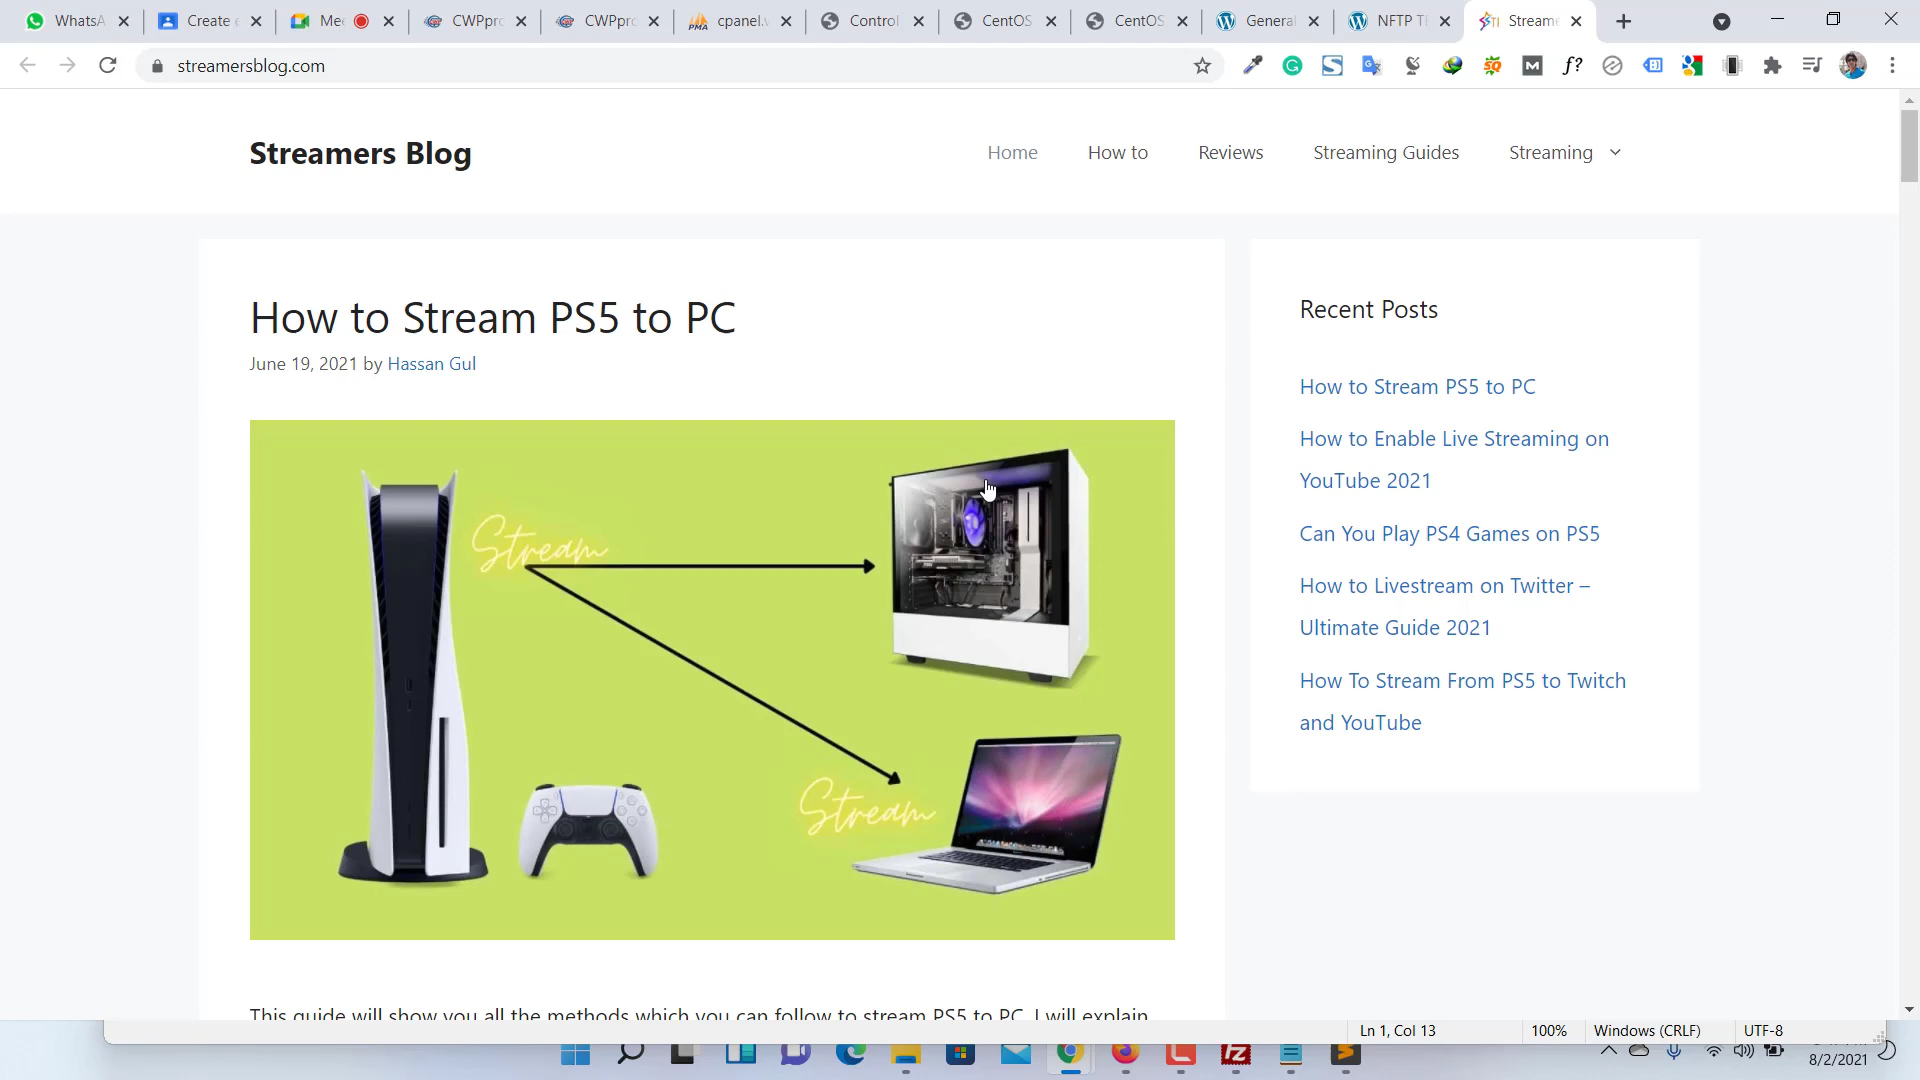 WhatsA
Create
Mee
CWPpro
CWPpro
cpanel.
Control
CentOS
CentOS
General
NFTP T
Streame
streamersblog.com
Streamers Blog
Home
How to
Reviews
Streaming Guides
Streaming
How to Stream PS5 to PC
June 19, 2021 by Hassan Gul
Stream
Stream
This guide will show you all the methods which you can follow to stream PS5 to PC. I will explain
Recent Posts
How to Stream PS5 to PC
How to Enable Live Streaming on
YouTube 2021
Can You Play PS4 Games on PS5
How to Livestream on Twitter –
Ultimate Guide 2021
How To Stream From PS5 to Twitch
and YouTube
Ln 1, Col 13
100%
Windows (CRLF)
UTF-8
8/2/2021